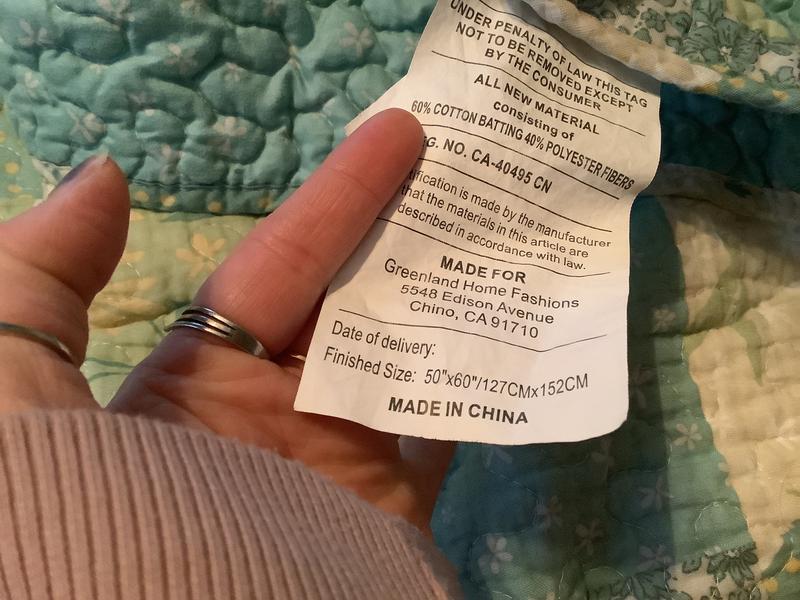 UNDER PENALTY OF LAW THIS TAG
NOT TO BE REMOVED EXCEPT
BY THE CONSUMER
ALL NEW MATERIAL
consisting of
60% COTTON BATTING 40% POLYESTER FIBERS
NO. CA-40495 CN
is made by the manufacturer
that the materials in this article are
described in accordance with law.
MADE FOR
Greenland Home Fashions
5548 Edison Avenue
Chino, CA 91710
Date of delivery:
Finished Size: 50"x60"/127CMx152CM
MADE IN CHINA